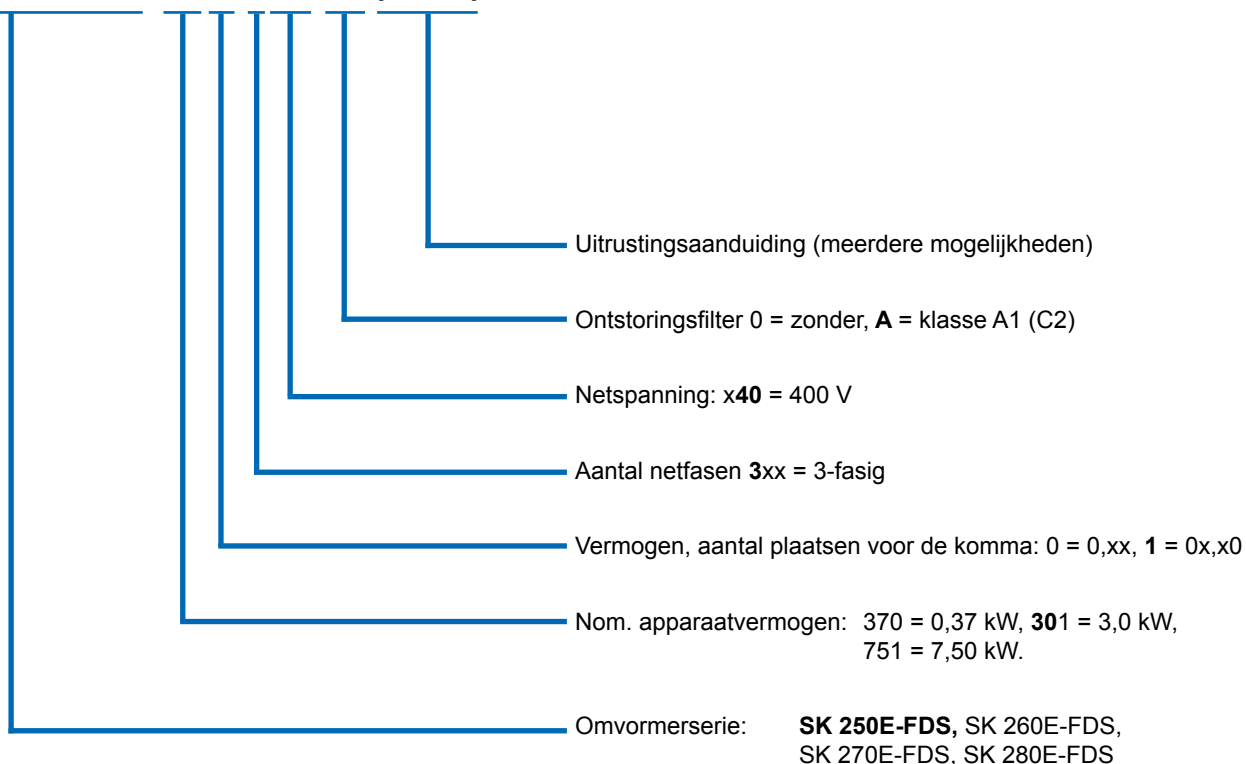 Uitrustingsaanduiding (meerdere mogelijkheden)
Ontstoringsfilter 0 = zonder, A = klasse A1 (C2)
Netspanning: x40 = 400 V
Aantal netfasen 3xx = 3-fasig
Vermogen, aantal plaatsen voor de komma: 0 = 0,xx, 1 = 0x,x0
Nom. apparaatvermogen: 370 = 0,37 kW, 301 = 3,0 kW,
751 = 7,50 kW.
Omvormerserie: SK 250E-FDS, SK 260E-FDS,
SK 270E-FDS, SK 280E-FDS